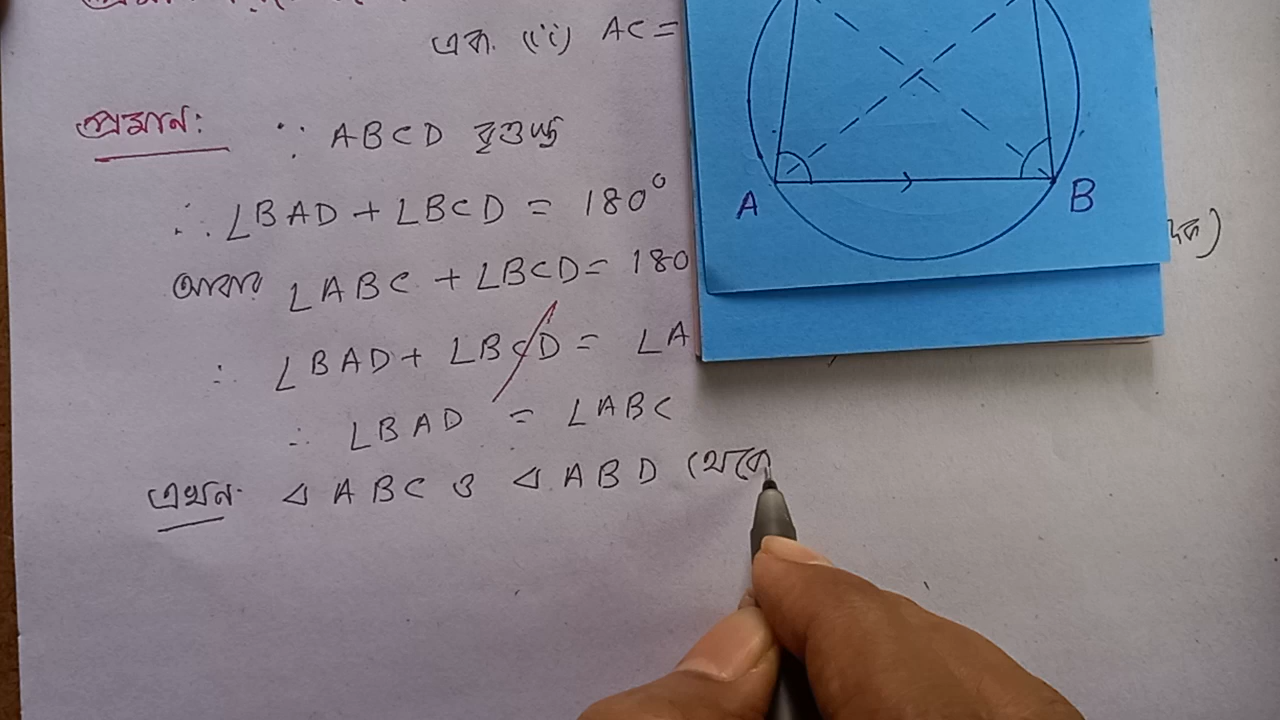 এবং (ii) AC =
প্রমাণ: ∵ ABCD বৃত্তস্থ
∴ ∠BAD + ∠BCD = 180°
আবার ∠ABC + ∠BCD = 180
∴ ∠BAD + ∠BCD = ∠A
∴ ∠BAD = ∠ABC
এখন △ ABC ও △ ABD থেকে
A B